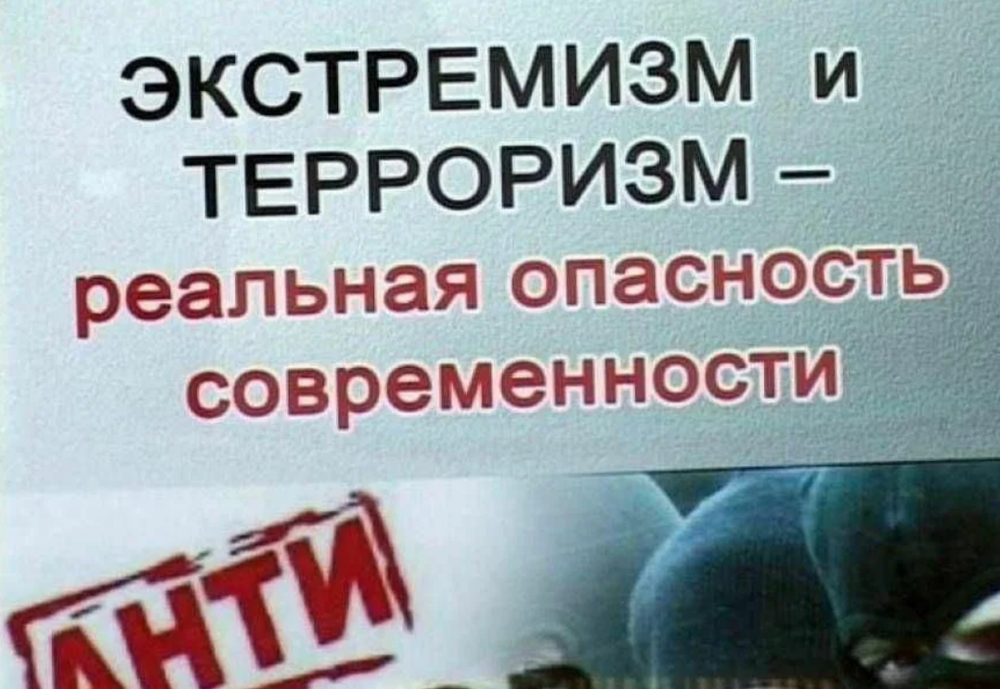 ЭКСТРЕМИЗМ и
ТЕРРОРИЗМ –
реальная опасность
современности
АНТИ